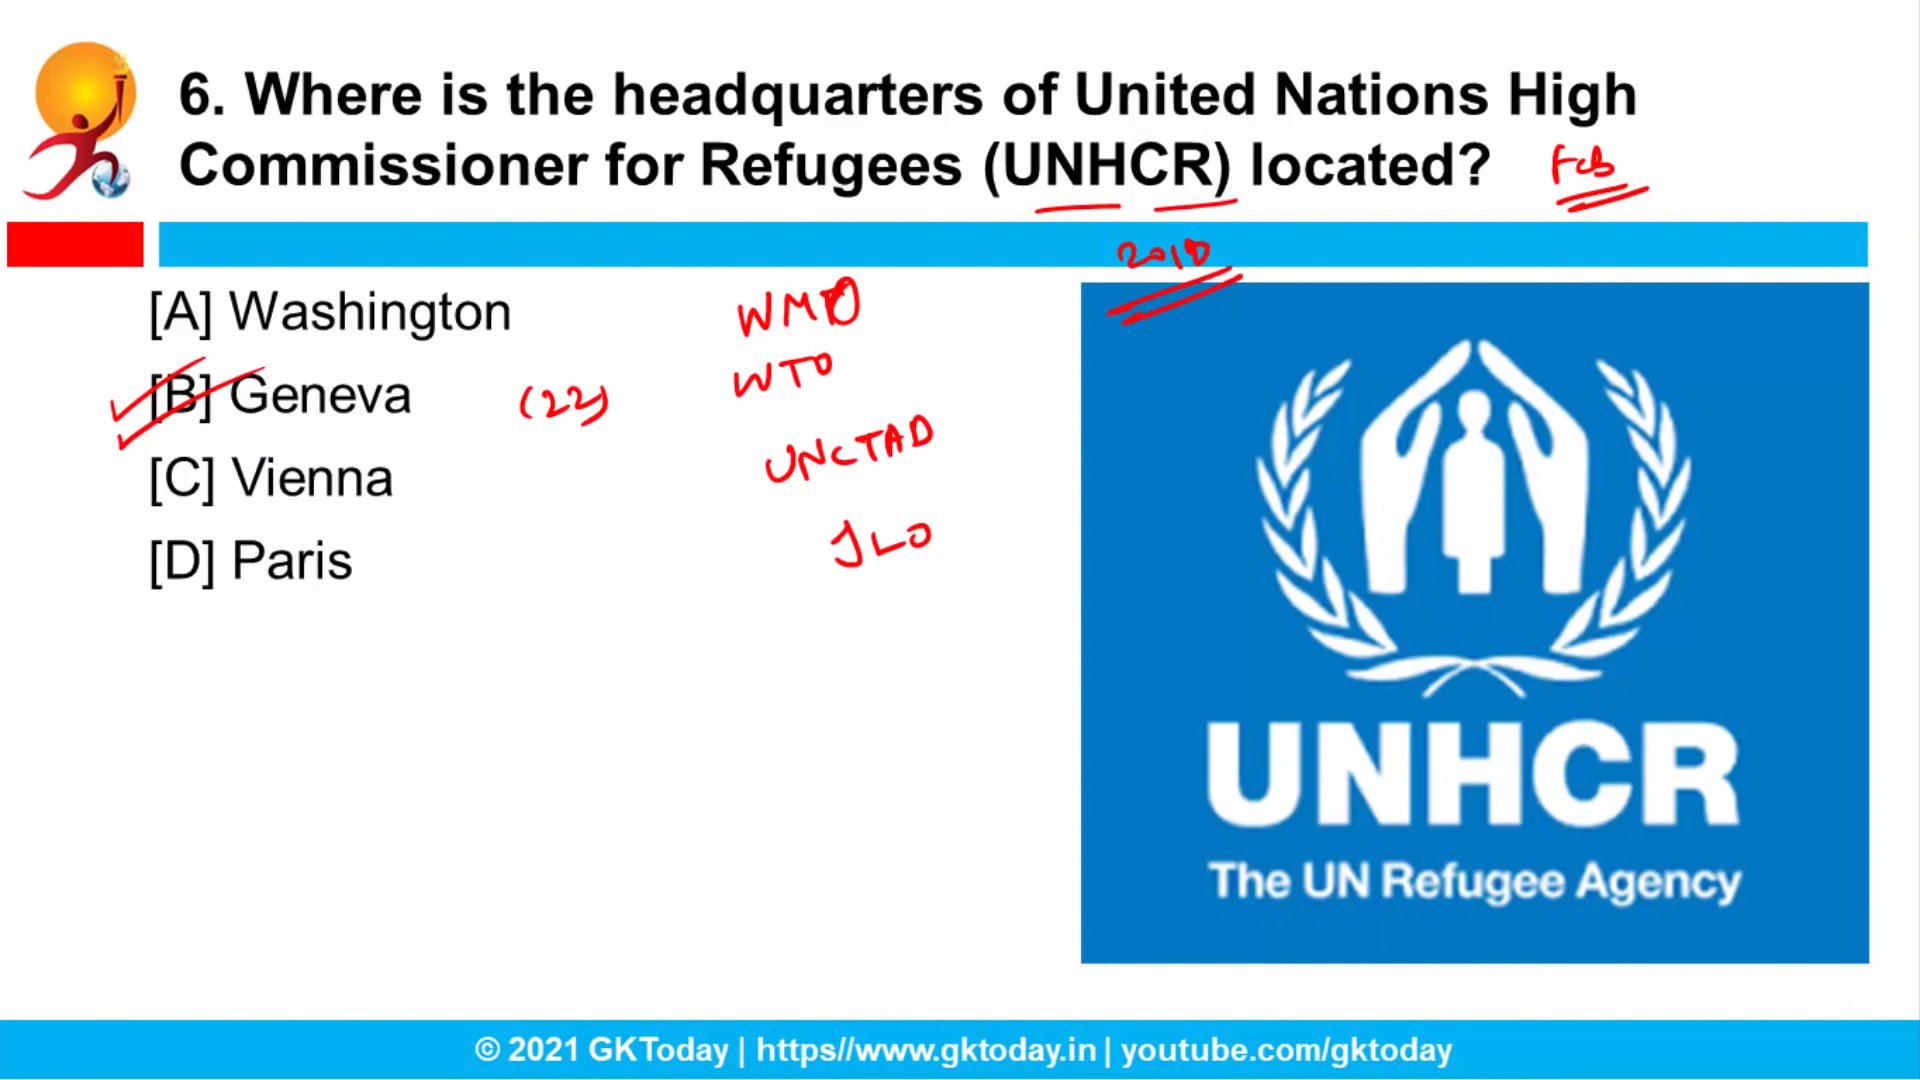 6. Where is the headquarters of United Nations High
Commissioner for Refugees (UNHCR) located?
Feb
2018
[A] Washington
WMO
[B] Geneva
(22)
WTO
[C] Vienna
UNCTAD
[D] Paris
ILO
UNHCR
The UN Refugee Agency
© 2021 GKToday | https//www.gktoday.in | youtube.com/gktoday